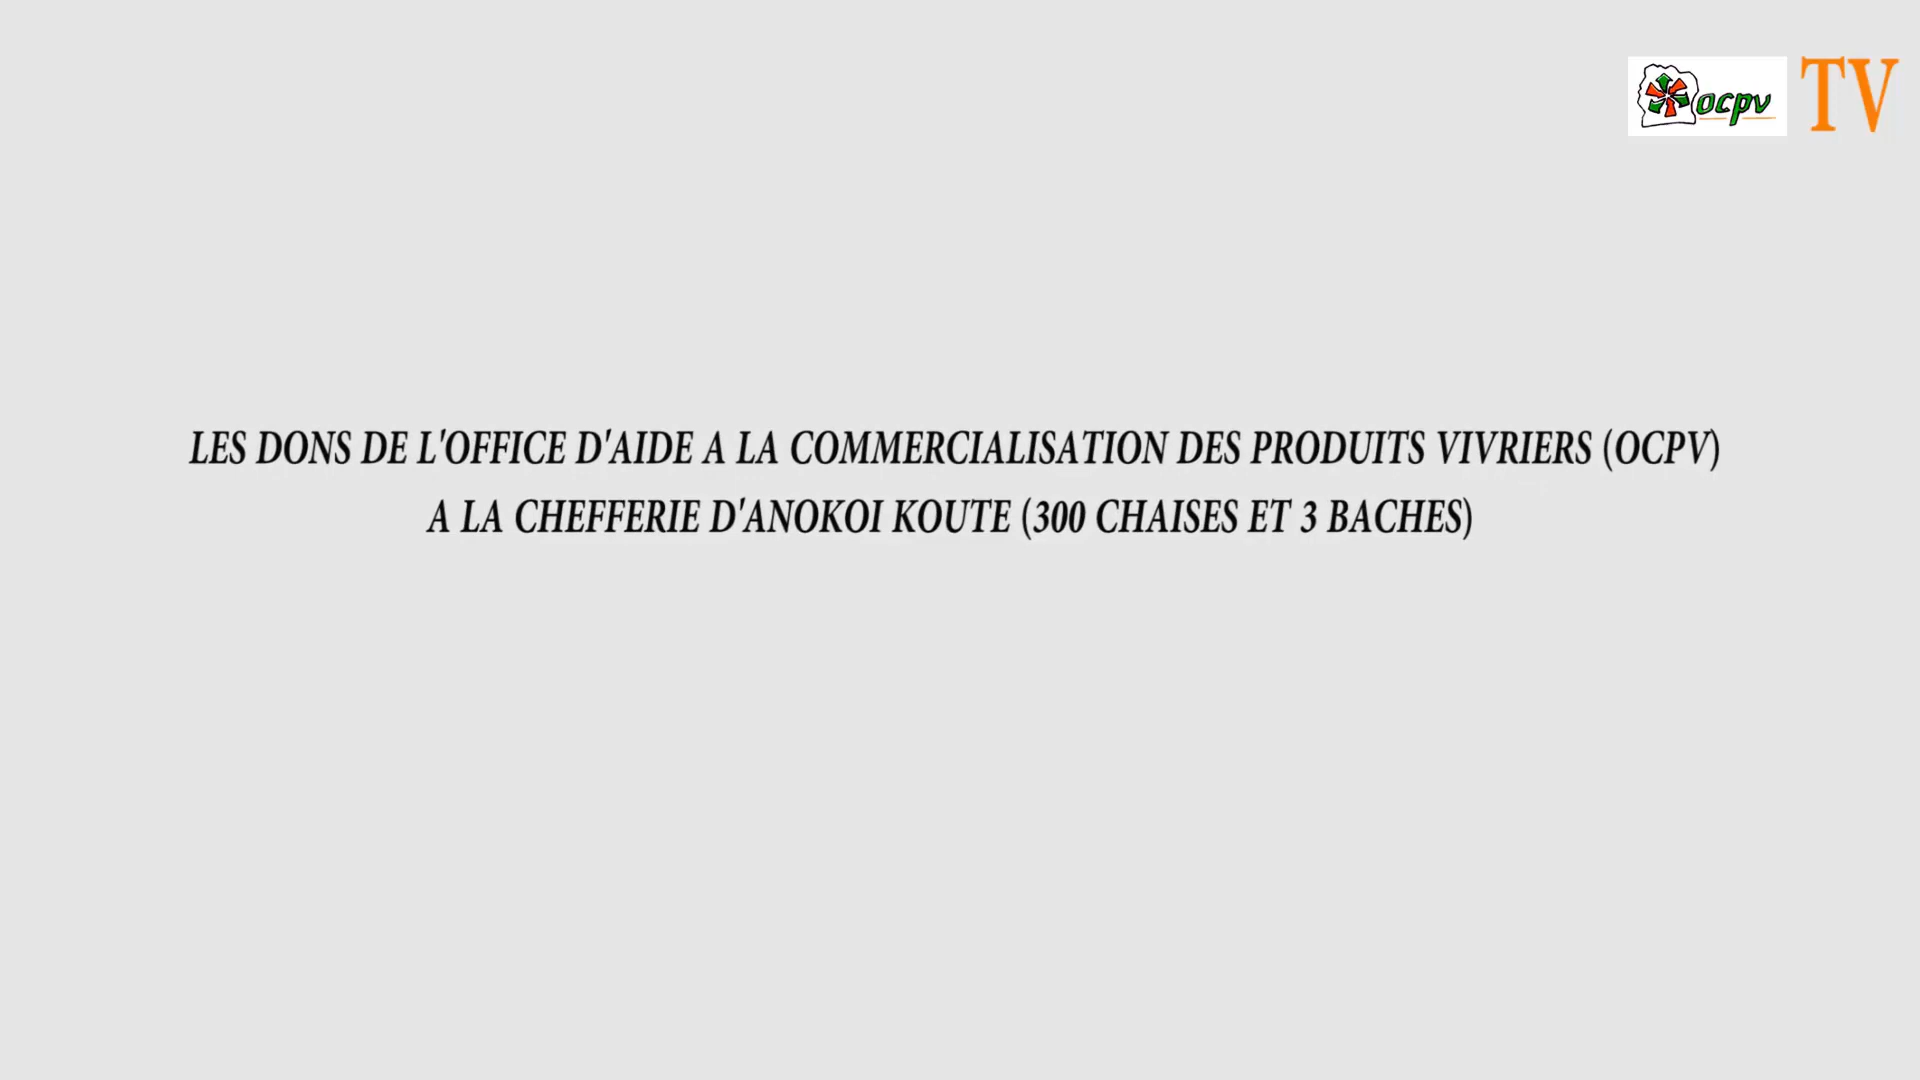 ocpv TV
LES DONS DE L'OFFICE D'AIDE A LA COMMERCIALISATION DES PRODUITS VIVRIERS (OCPV)
A LA CHEFFERIE D'ANOKOI KOUTE (300 CHAISES ET 3 BACHES)